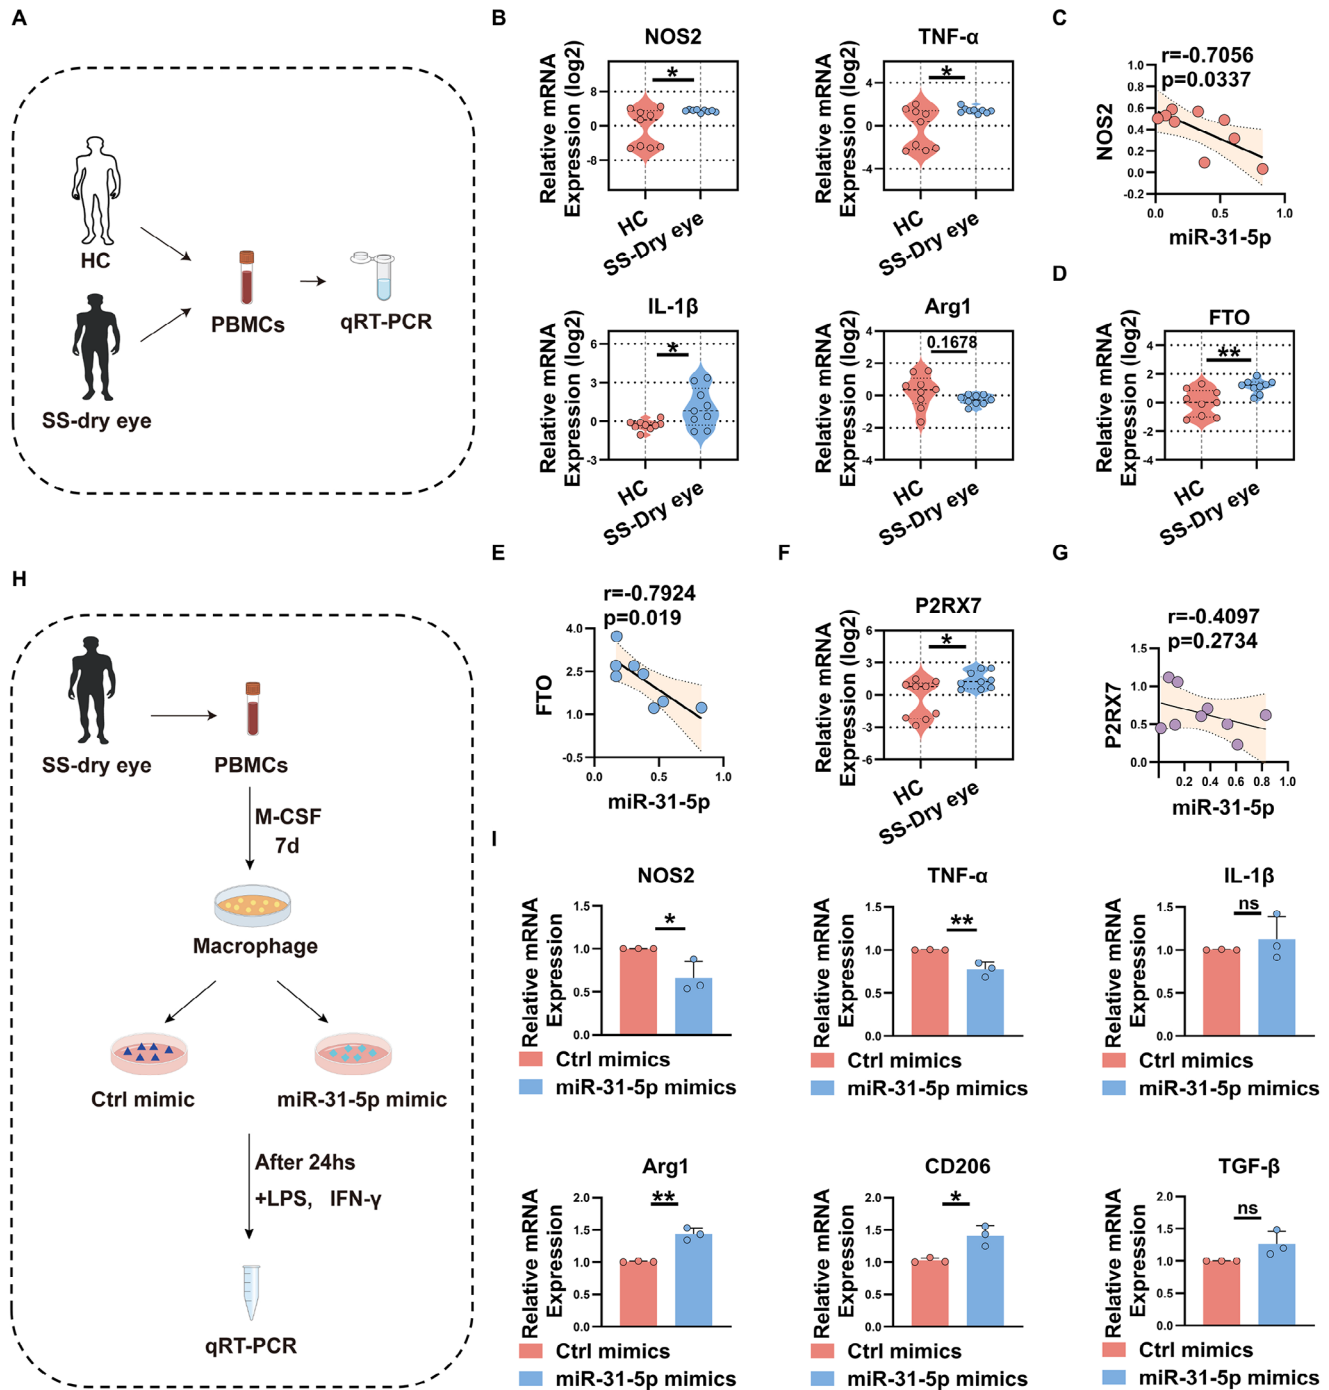 A
HC
SS-dry eye
PBMCs
qRT-PCR
B
NOS2
Relative mRNA
Expression (log2)
8
0
-8
*
HC
SS-Dry eye
TNF-α
Relative mRNA
Expression (log2)
4
0
-4
*
HC
SS-Dry eye
IL-1β
Relative mRNA
Expression (log2)
6
3
0
-3
*
HC
SS-Dry eye
Arg1
Relative mRNA
Expression (log2)
4
2
0
-2
-4
0.1678
HC
SS-Dry eye
C
r=-0.7056
p=0.0337
NOS2
1.0
0.8
0.6
0.4
0.2
0.0
-0.2
0.0 0.5 1.0
miR-31-5p
D
FTO
Relative mRNA
Expression (log2)
4
2
0
-2
-4
**
HC
SS-Dry eye
E
r=-0.7924
p=0.019
FTO
4.0
2.5
1.0
-0.5
0.0 0.5 1.0
miR-31-5p
F
P2RX7
Relative mRNA
Expression (log2)
6
3
0
-3
-6
*
HC
SS-Dry eye
G
r=-0.4097
p=0.2734
P2RX7
1.5
1.0
0.5
0.0
0.2 0.4 0.6 0.8 1.0
miR-31-5p
H
SS-dry eye
PBMCs
M-CSF
7d
Macrophage
Ctrl mimic
miR-31-5p mimic
After 24hs
+LPS, IFN-γ
qRT-PCR
I
NOS2
Relative mRNA
Expression
1.5
1.0
0.5
0.0
*
Ctrl mimics
miR-31-5p mimics
TNF-α
Relative mRNA
Expression
1.5
1.0
0.5
0.0
**
Ctrl mimics
miR-31-5p mimics
IL-1β
Relative mRNA
Expression
1.5
1.0
0.5
0.0
ns
Ctrl mimics
miR-31-5p mimics
Arg1
Relative mRNA
Expression
2.0
1.5
1.0
0.5
0.0
**
Ctrl mimics
miR-31-5p mimics
CD206
Relative mRNA
Expression
2.0
1.5
1.0
0.5
0.0
*
Ctrl mimics
miR-31-5p mimics
TGF-β
Relative mRNA
Expression
2.0
1.5
1.0
0.5
0.0
ns
Ctrl mimics
miR-31-5p mimics